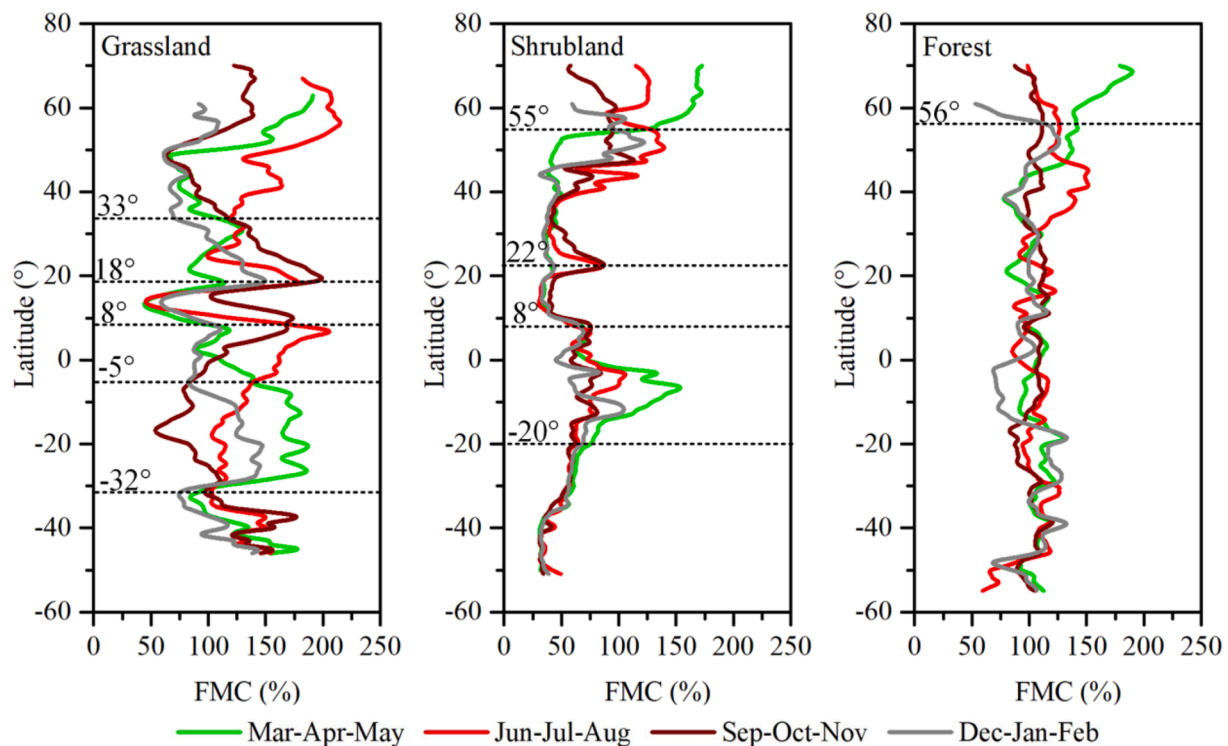 Grassland
80
60
40
20
0
-20
-40
-60
33°
18°
8°
-5°
-32°
0 50 100 150 200 250
Latitude (°)
FMC (%)
Shrubland
80
60
40
20
0
-20
-40
-60
55°
22°
8°
-20°
0 50 100 150 200 250
Latitude (°)
FMC (%)
Forest
80
60
40
20
0
-20
-40
-60
56°
0 50 100 150 200 250
Latitude (°)
FMC (%)
Mar-Apr-May Jun-Jul-Aug Sep-Oct-Nov Dec-Jan-Feb